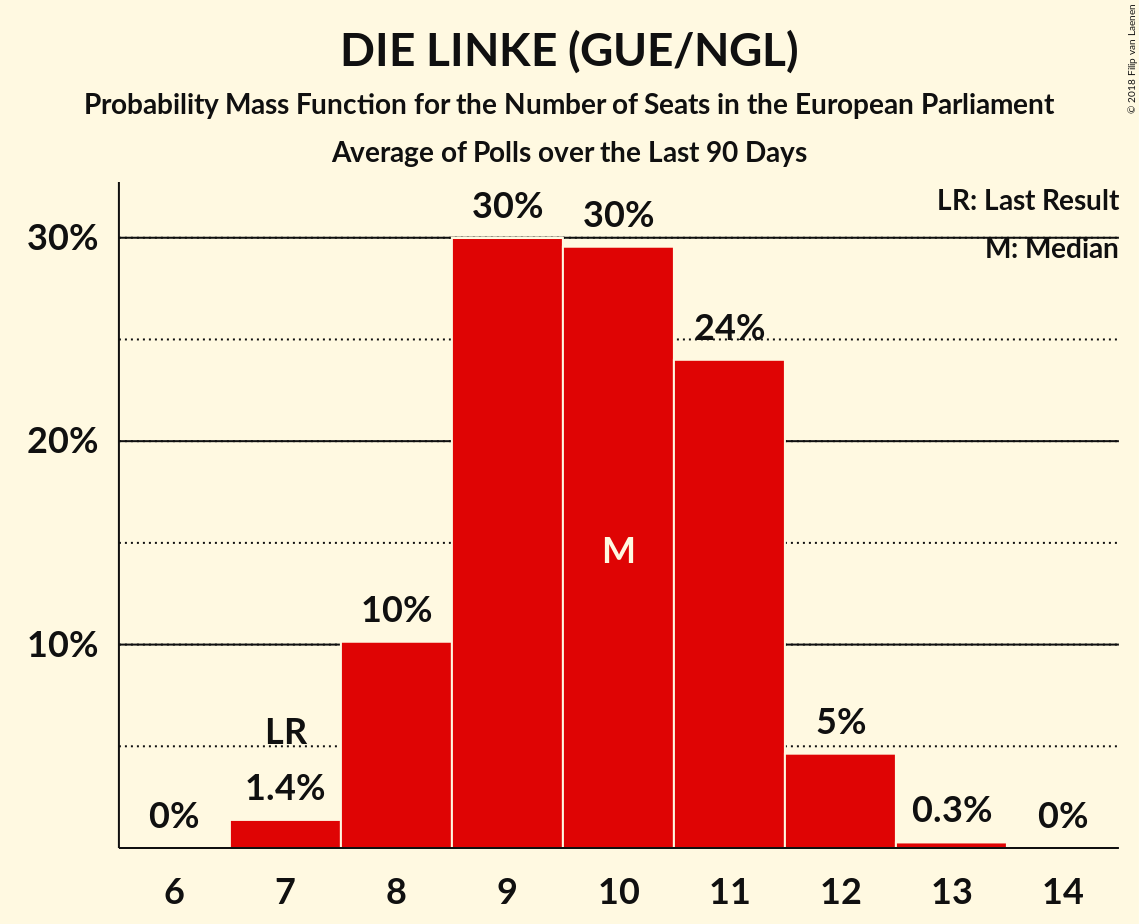 DIE LINKE (GUE/NGL)
Probability Mass Function for the Number of Seats in the European Parliament
Average of Polls over the Last 90 Days
© 2018 Filip van Laenen
LR: Last Result
M: Median
30%
20%
10%
0%
LR
1.4%
10%
30%
30%
M
24%
5%
0.3%
0%
6 7 8 9 10 11 12 13 14